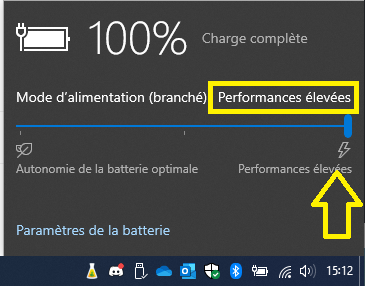 100% Charge complète
Mode d'alimentation (branché) Performances élevées
Autonomie de la batterie optimale Performances élevées
Paramètres de la batterie
15:12